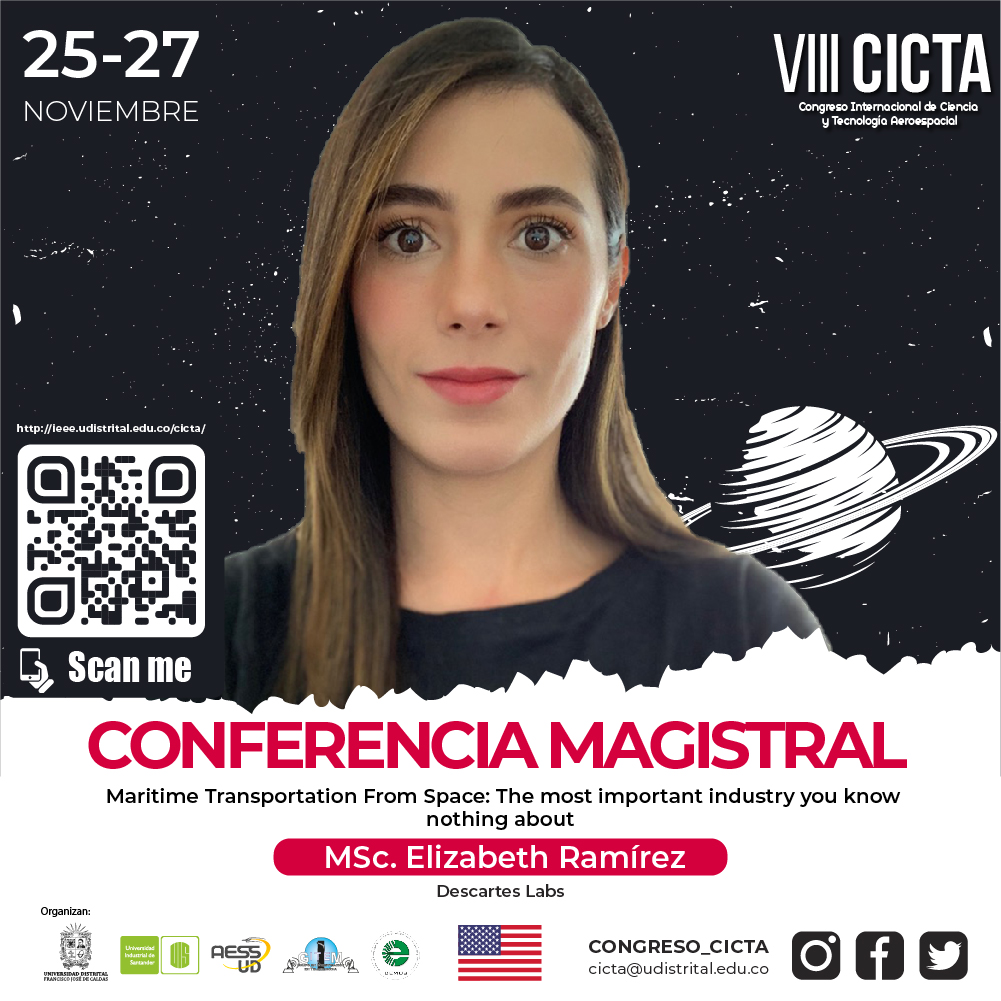 25-27
NOVIEMBRE
VIII CICTA
Congreso Internacional de Ciencia
y Tecnología Aeroespacial
http://ieee.udistrital.edu.co/cicta/
Scan me
CONFERENCIA MAGISTRAL
Maritime Transportation From Space: The most important industry you know
nothing about
MSc. Elizabeth Ramírez
Descartes Labs
Organizan:
UNIVERSIDAD DISTRITAL
FRANCISCO JOSÉ DE CALDAS
Universidad
Industrial de
Santander
UIS
AESS
UD
CONGRESO_CICTA
cicta@udistrital.edu.co